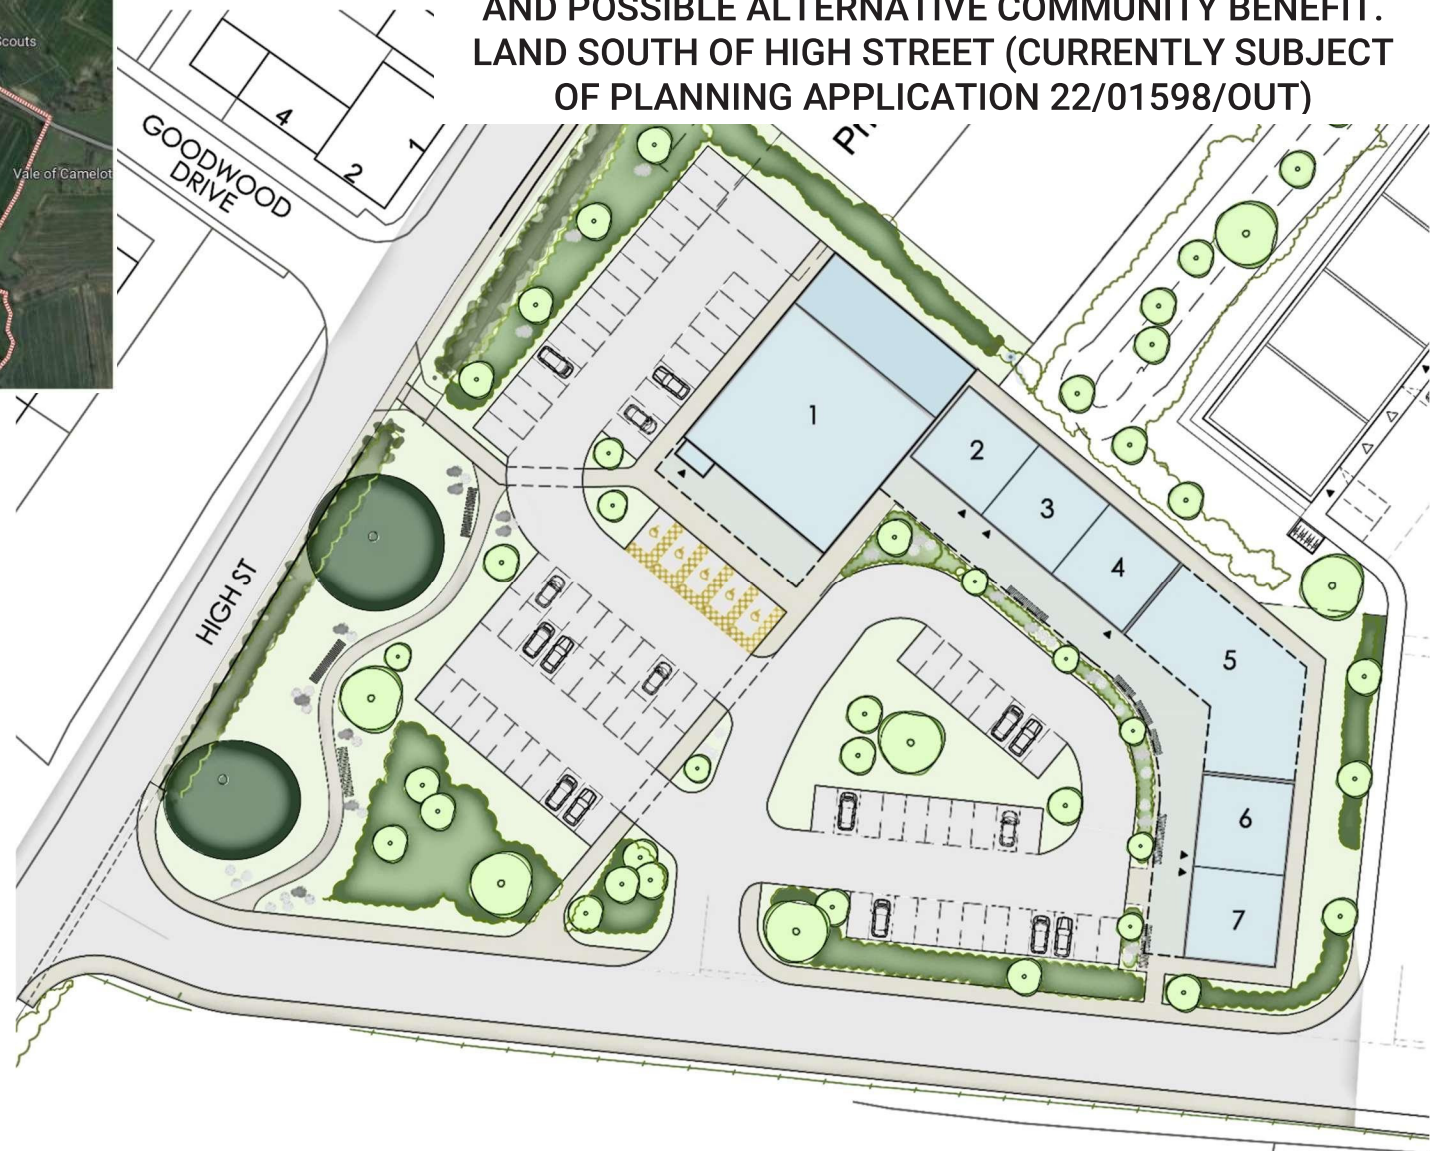 AND POSSIBLE ALTERNATIVE COMMUNITY BENEFIT.
LAND SOUTH OF HIGH STREET (CURRENTLY SUBJECT
OF PLANNING APPLICATION 22/01598/OUT)
Scouts
Vale of Camelot
4
2
1
GOODWOOD
DRIVE
HIGH ST
1
2
3
4
5
6
7